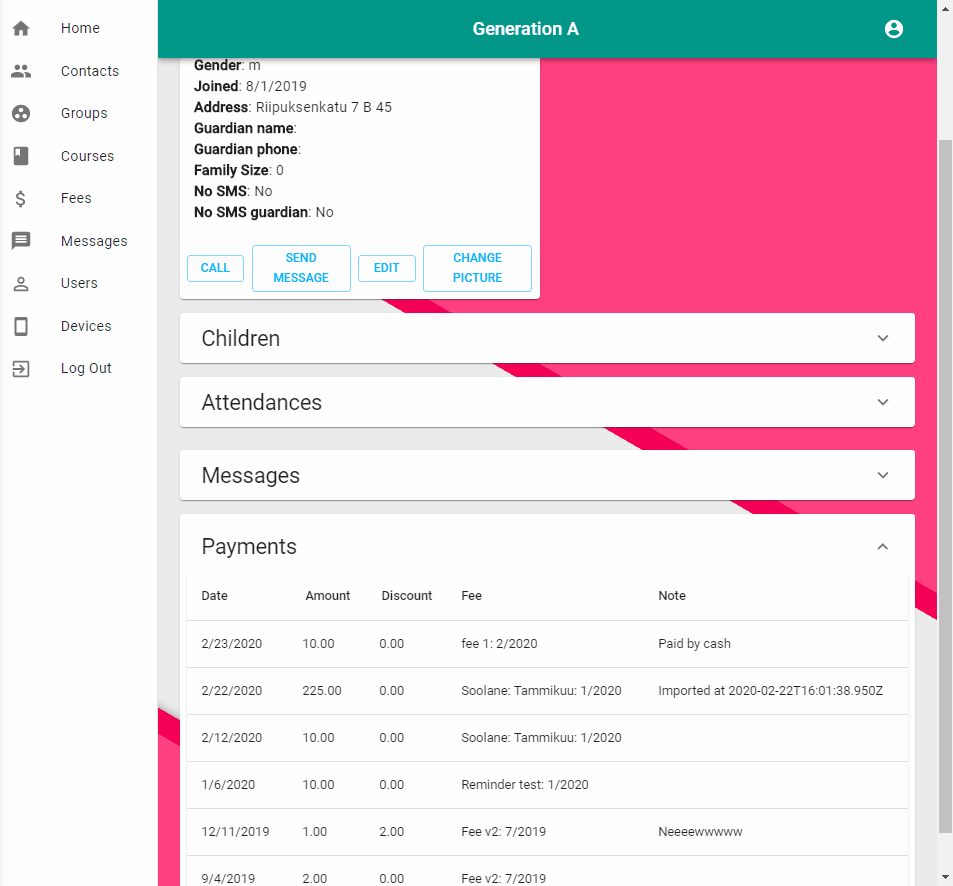 Generation A
Home
Contacts
Groups
Courses
Fees
Messages
Users
Devices
Log Out
Gender: m
Joined: 8/1/2019
Address: Riipuksenkatu 7 B 45
Guardian name:
Guardian phone:
Family Size: 0
No SMS: No
No SMS guardian: No
CALL
SEND
MESSAGE
EDIT
CHANGE
PICTURE
Children
Attendances
Messages
Payments
Date Amount Discount Fee Note
2/23/2020 10.00 0.00 fee 1: 2/2020 Paid by cash
2/22/2020 225.00 0.00 Soolane: Tammikuu: 1/2020 Imported at 2020-02-22T16:01:38.950Z
2/12/2020 10.00 0.00 Soolane: Tammikuu: 1/2020
1/6/2020 10.00 0.00 Reminder test: 1/2020
12/11/2019 1.00 2.00 Fee v2: 7/2019 Neeeewwwww
9/4/2019 2.00 0.00 Fee v2: 7/2019